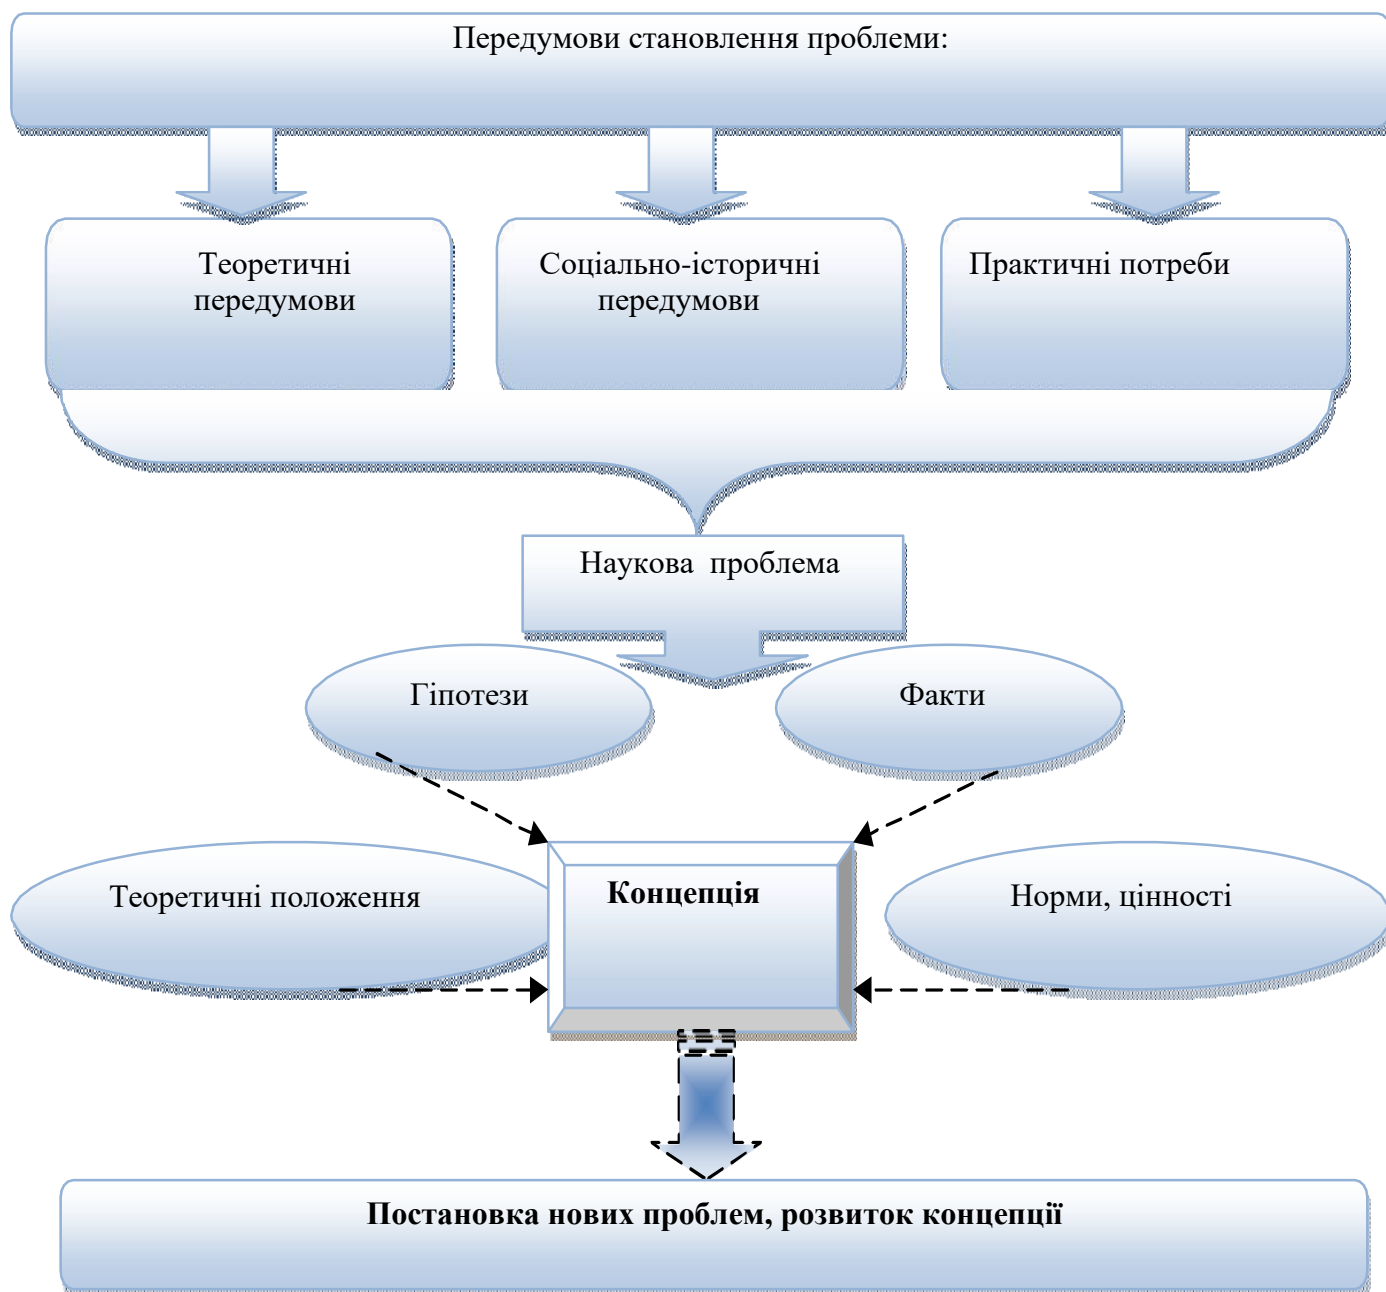 Передумови становлення проблеми:
Теоретичні
передумови
Соціально-історичні
передумови
Практичні потреби
Наукова проблема
Гіпотези
Факти
Теоретичні положення
Концепція
Норми, цінності
Постановка нових проблем, розвиток концепції